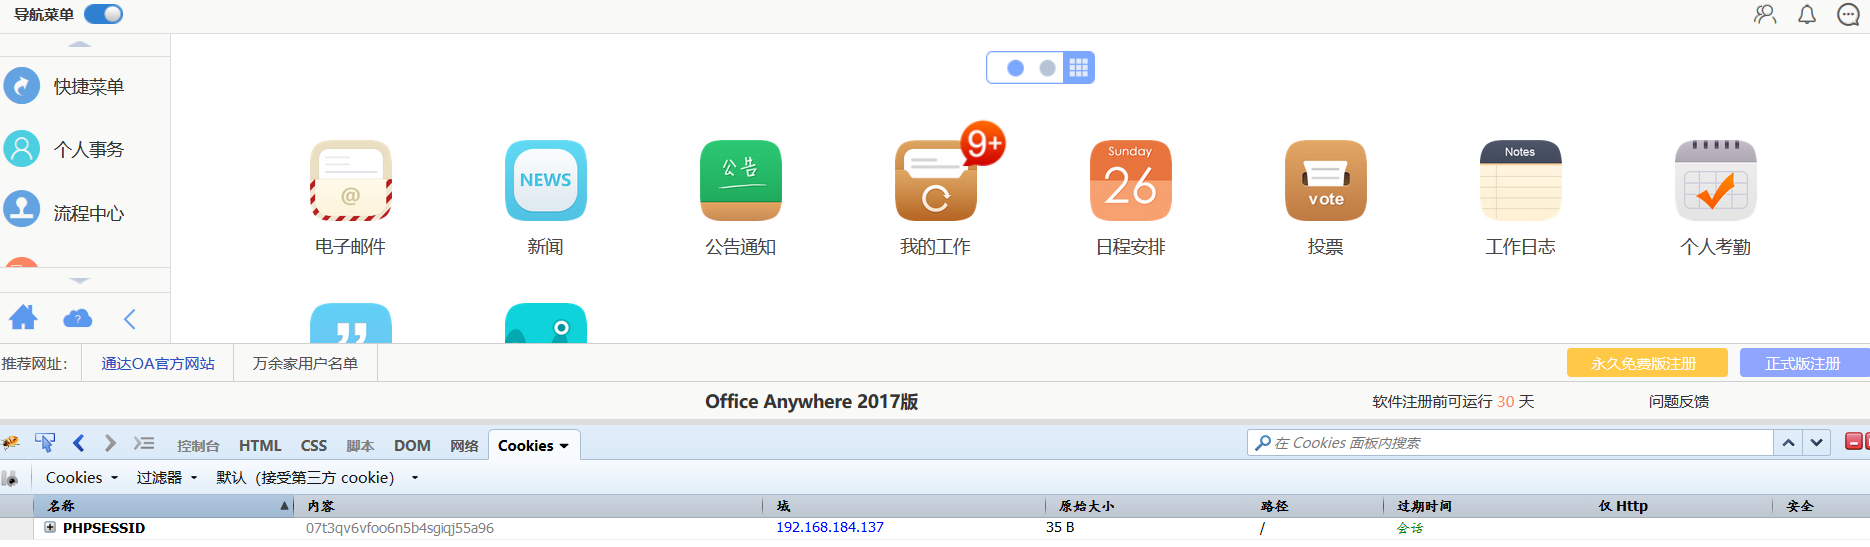 导航菜单
快捷菜单
个人事务
流程中心
9+
@
NEWS
公告
Sunday
26
vote
Notes
电子邮件
新闻
公告通知
我的工作
日程安排
投票
工作日志
个人考勤
?
推荐网址： 通达OA官方网站 万余家用户名单 永久免费版注册 正式版注册
Office Anywhere 2017版 软件注册前可运行 30 天 问题反馈
控制台 HTML CSS 脚本 DOM 网络 Cookies 在 Cookies 面板内搜索
Cookies 过滤器 默认（接受第三方 cookie）
名称 内容 域 原始大小 路径 过期时间 仅 Http 安全
PHPSESSID 07t3qv6vfoo6n5b4sgiqj55a96 192.168.184.137 35 B / 会话